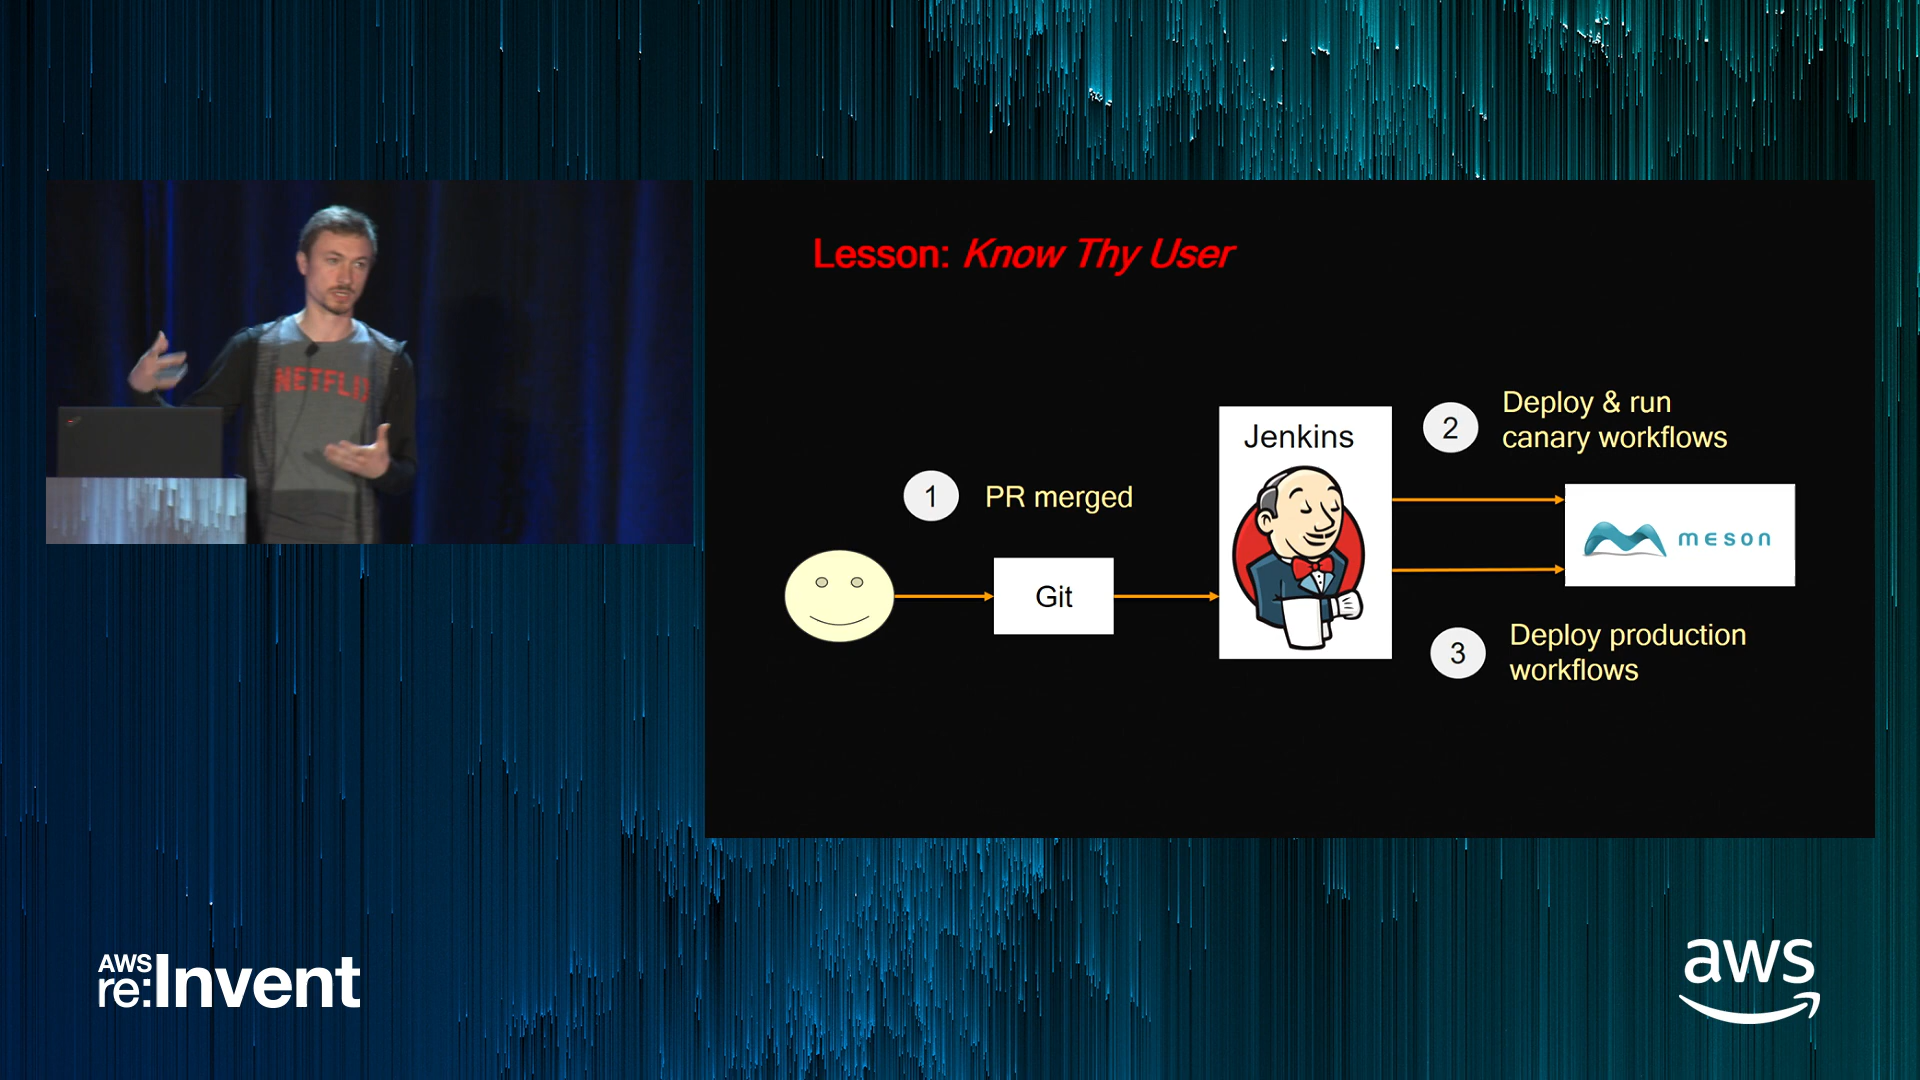 NETFLIX
Lesson: Know Thy User
1
PR merged
Git
Jenkins
2
Deploy & run
canary workflows
MESON
3
Deploy production
workflows
AWS
re:Invent
aws